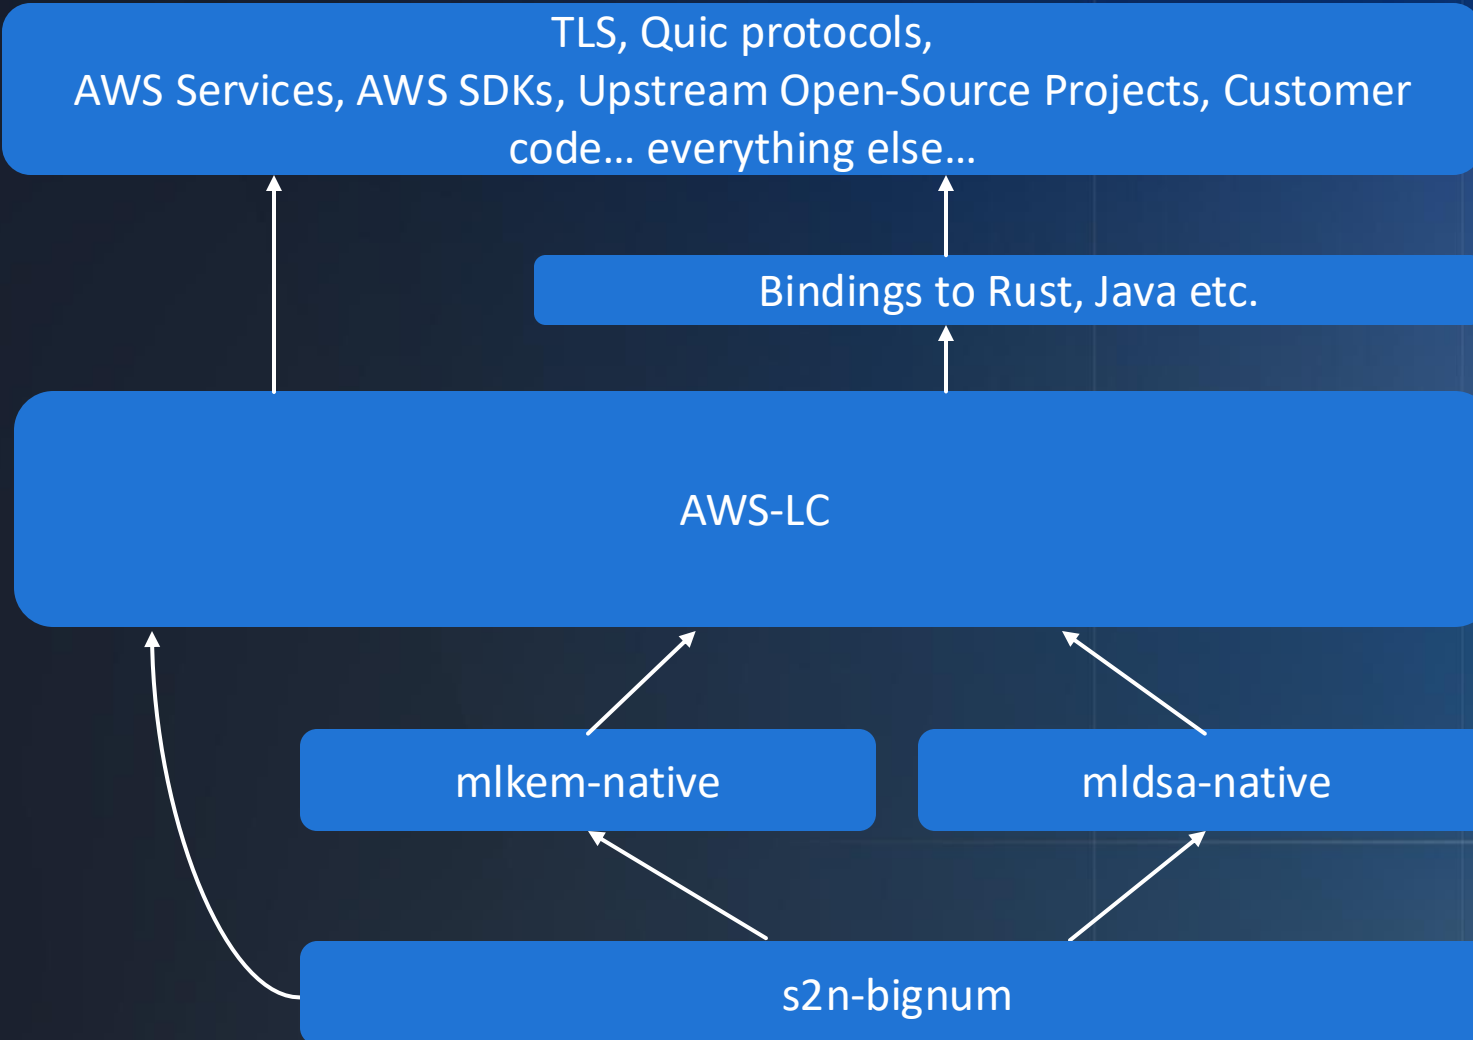 TLS, Quic protocols,
AWS Services, AWS SDKs, Upstream Open-Source Projects, Customer
code... everything else...
Bindings to Rust, Java etc.
AWS-LC
mlkem-native
mldsa-native
s2n-bignum